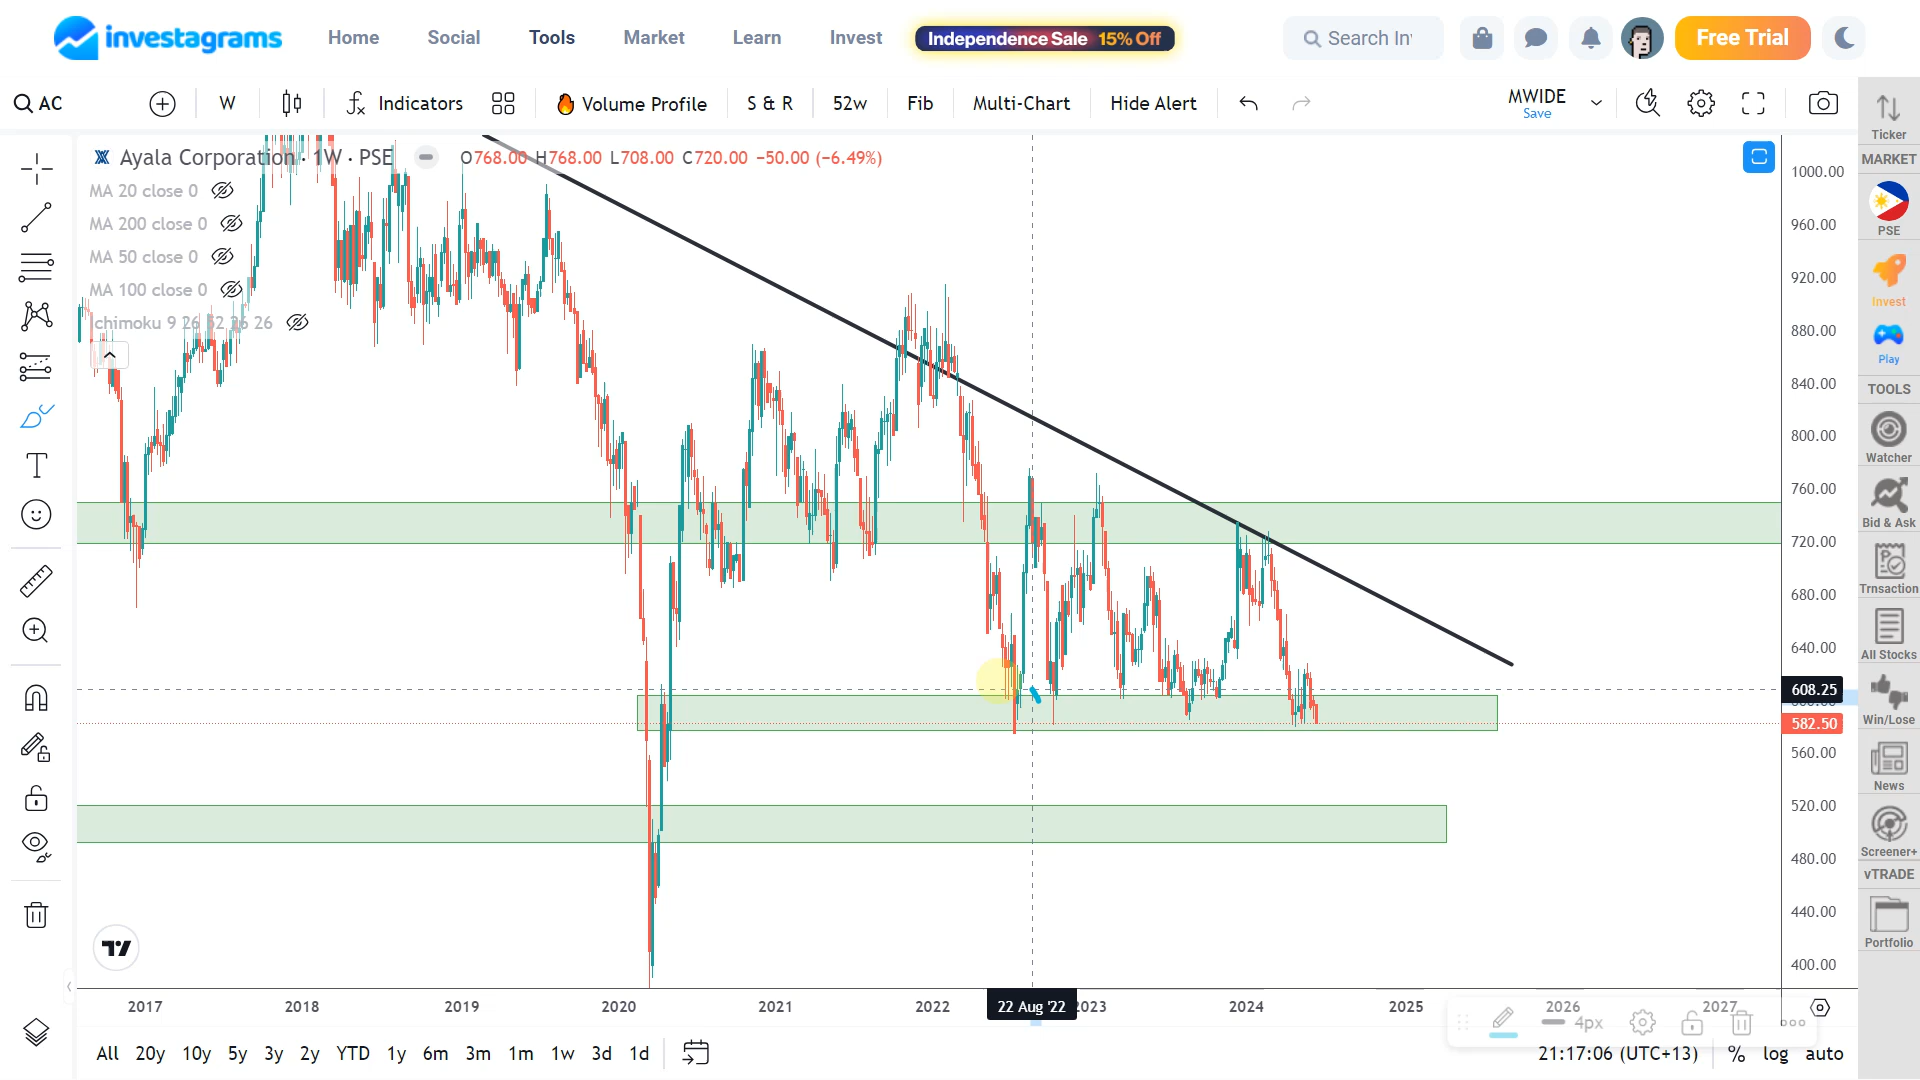 investagrams Home Social Tools Market Learn Invest Independence Sale 15% Off Search In Free Trial
AC W Indicators Volume Profile S & R 52w Fib Multi-Chart Hide Alert MWIDE
Save
Ayala Corporation · 1W · PSE O768.00 H768.00 L708.00 C720.00 −50.00 (−6.49%)
MA 20 close 0
MA 200 close 0
MA 50 close 0
MA 100 close 0
Ichimoku 9 26 52 26 26
1000.00
960.00
920.00
880.00
840.00
800.00
760.00
720.00
680.00
640.00
608.25
582.50
560.00
520.00
480.00
440.00
400.00
2017 2018 2019 2020 2021 2022 22 Aug '22 2023 2024 2025 2026 2027
4px
All 20y 10y 5y 3y 2y YTD 1y 6m 3m 1m 1w 3d 1d 21:17:06 (UTC+13) % log auto
Ticker
MARKET
PSE
Invest
Play
TOOLS
Watcher
Bid & Ask
Trnsaction
All Stocks
Win/Lose
News
Screener+
vTRADE
Portfolio